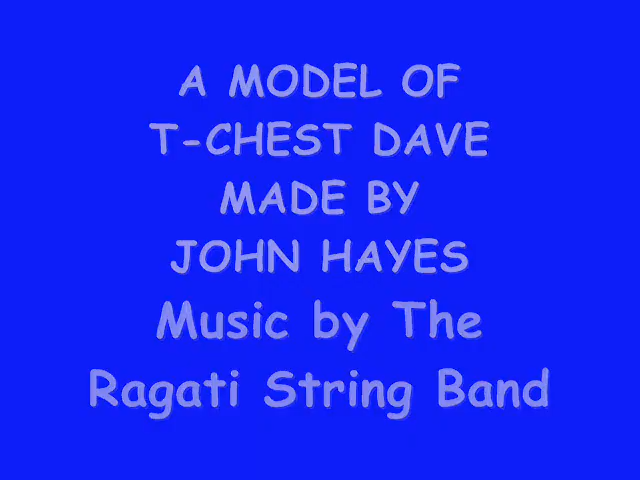 A MODEL OF
T-CHEST DAVE
MADE BY
JOHN HAYES
Music by The
Ragati String Band